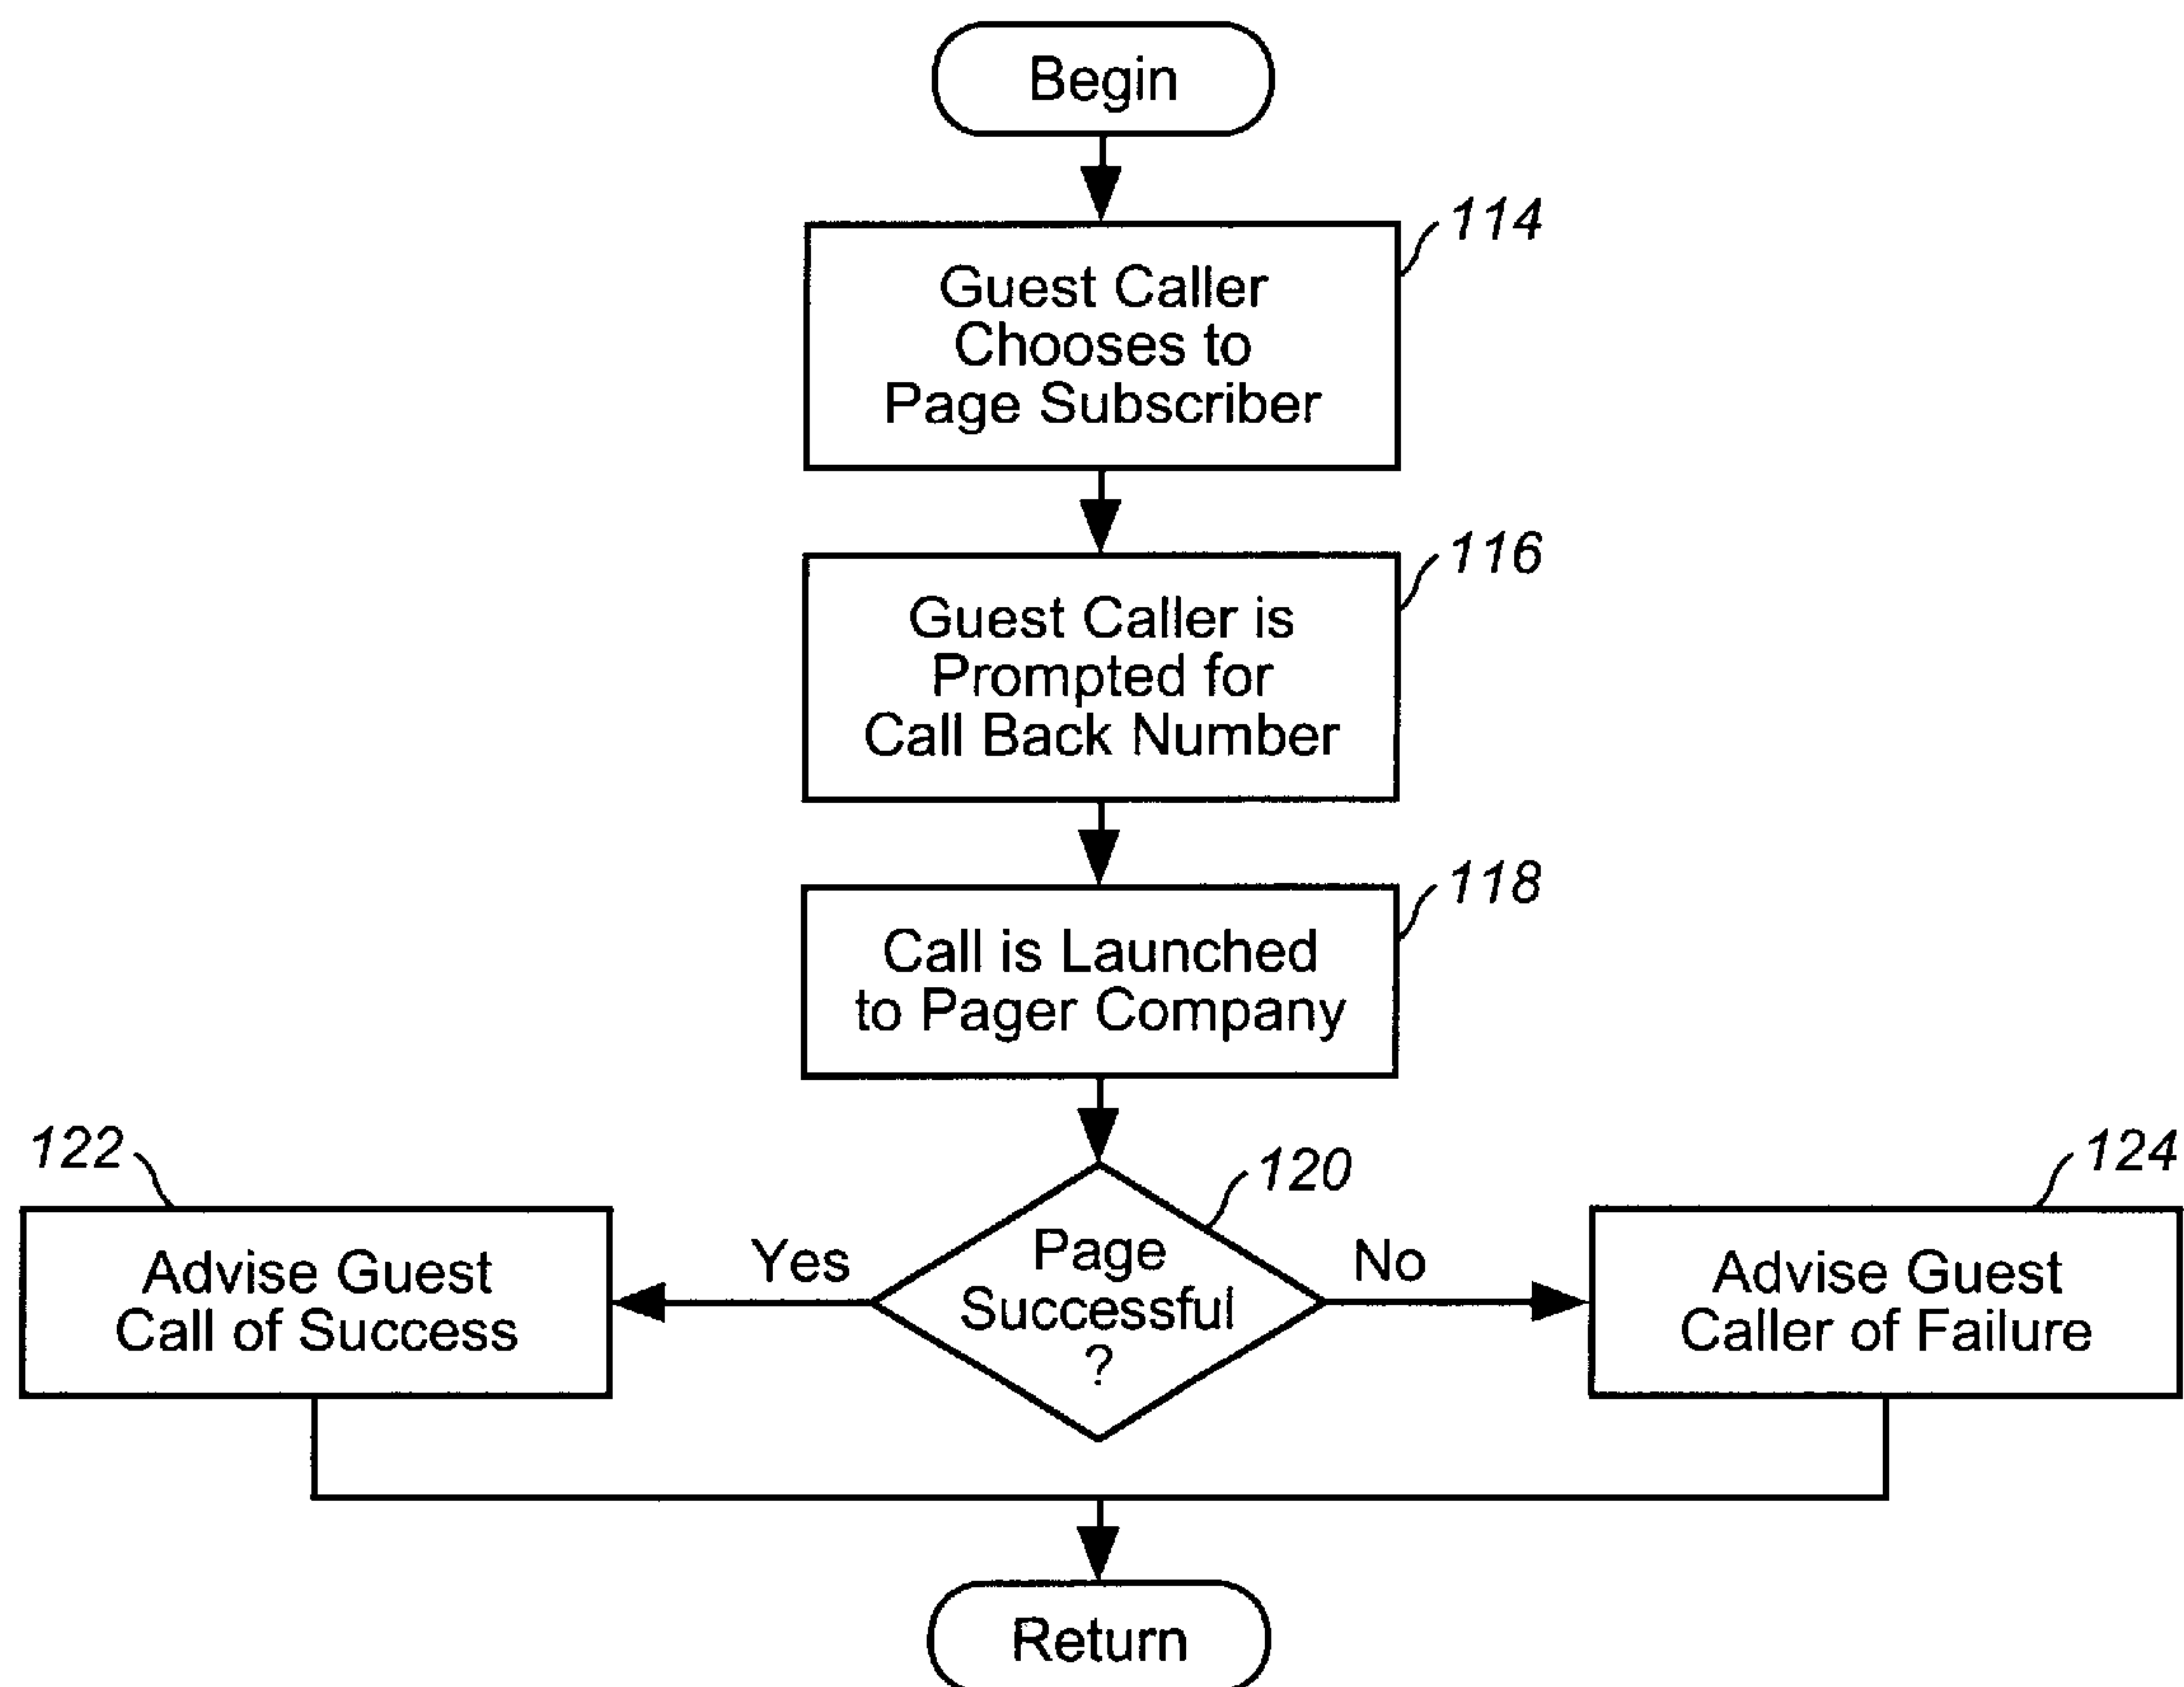 Begin
114
Guest Caller
Chooses to
Page Subscriber
116
Guest Caller is
Prompted for
Call Back Number
118
Call is Launched
to Pager Company
122
120
124
Advise Guest
Call of Success
Yes
Page
Successful
?
No
Advise Guest
Caller of Failure
Return